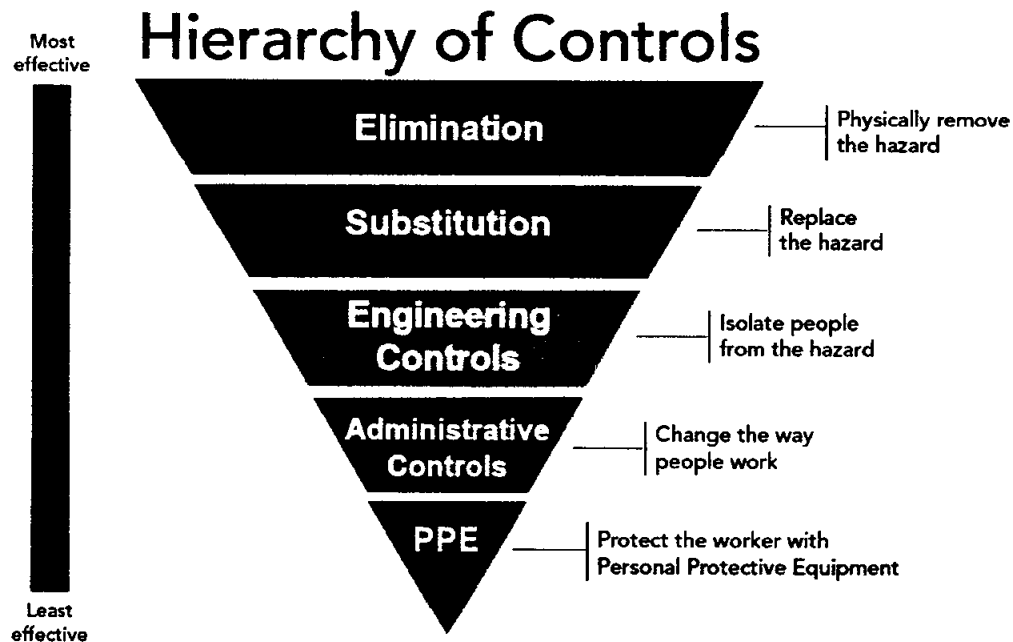 Hierarchy of Controls
Most
effective
Elimination
Physically remove
the hazard
Substitution
Replace
the hazard
Engineering
Controls
Isolate people
from the hazard
Administrative
Controls
Change the way
people work
PPE
Protect the worker with
Personal Protective Equipment
Least
effective